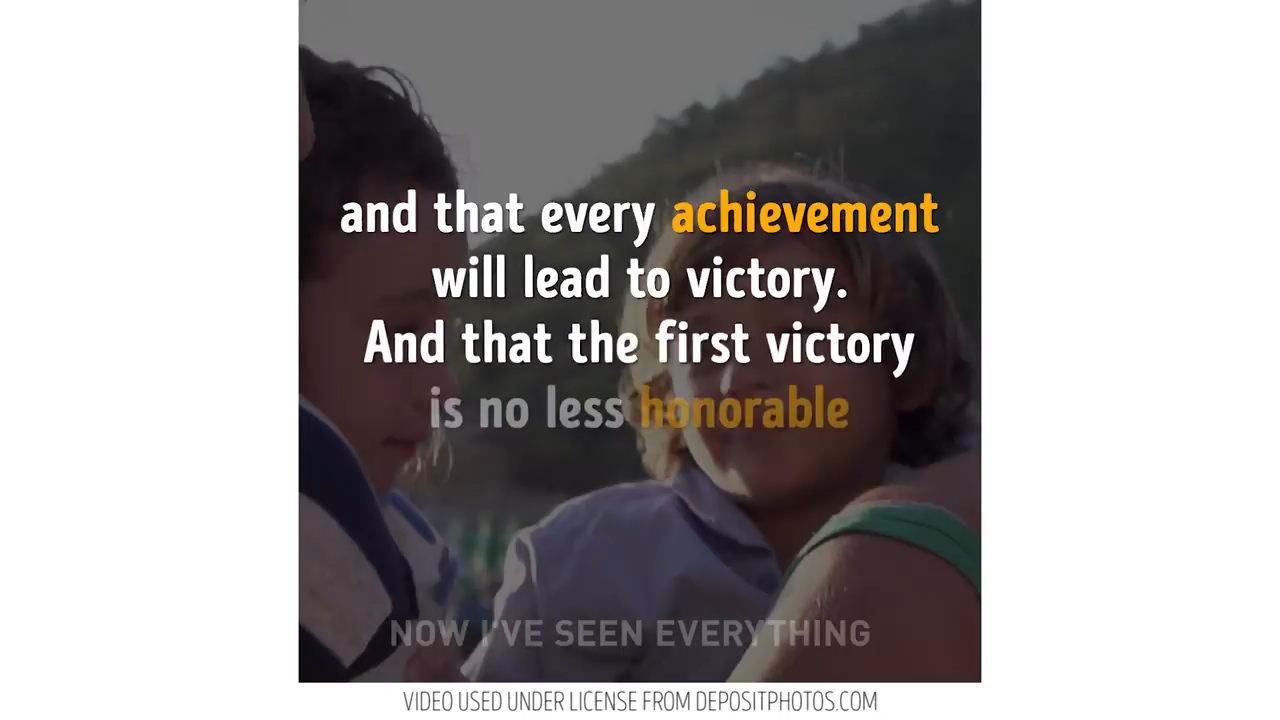 and that every achievement
will lead to victory.
And that the first victory
is no less honorable
NOW I'VE SEEN EVERYTHING
VIDEO USED UNDER LICENSE FROM DEPOSITPHOTOS.COM